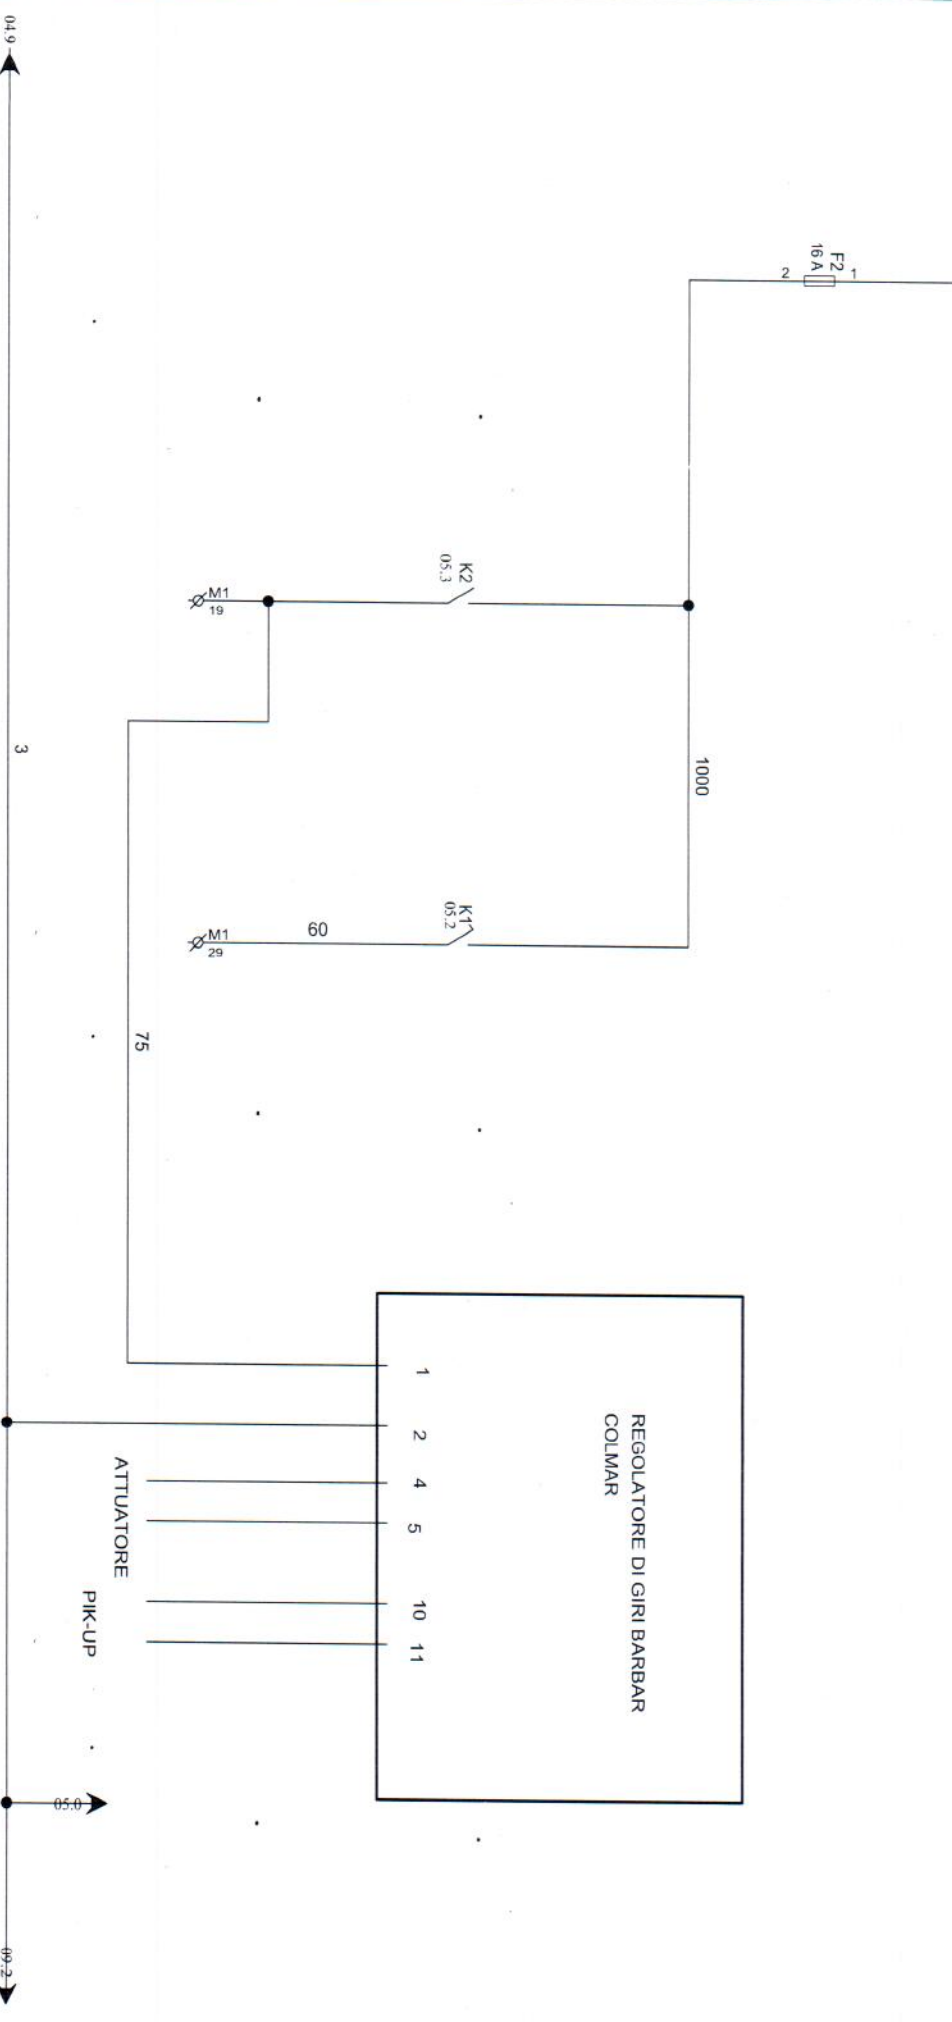 F2
16 A
1
2
1000
K2
05.3
K1
05.2
60
M1
19
M1
29
75
REGOLATORE DI GIRI BARBAR
COLMAR
1
2
4
5
10
11
ATTUATORE
PIK-UP
04.9
3
05.0
09.2